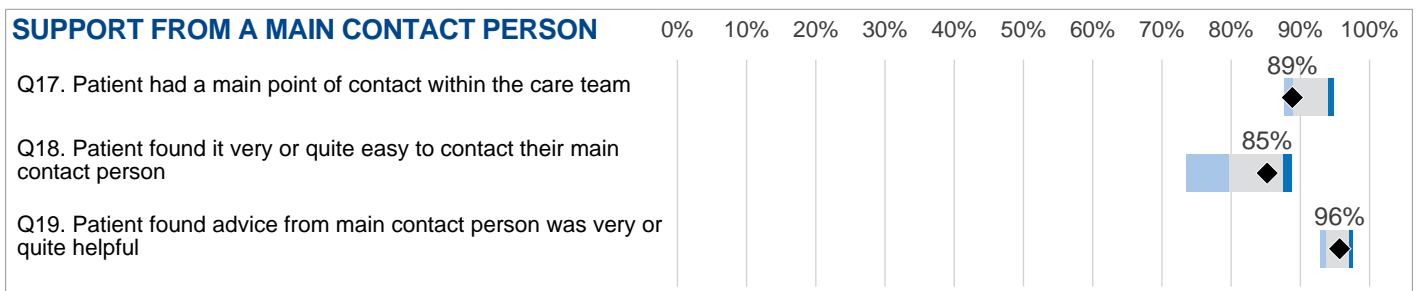 SUPPORT FROM A MAIN CONTACT PERSON 0% 10% 20% 30% 40% 50% 60% 70% 80% 90% 100%
Q17. Patient had a main point of contact within the care team 89%
Q18. Patient found it very or quite easy to contact their main
contact person 85%
Q19. Patient found advice from main contact person was very or
quite helpful 96%